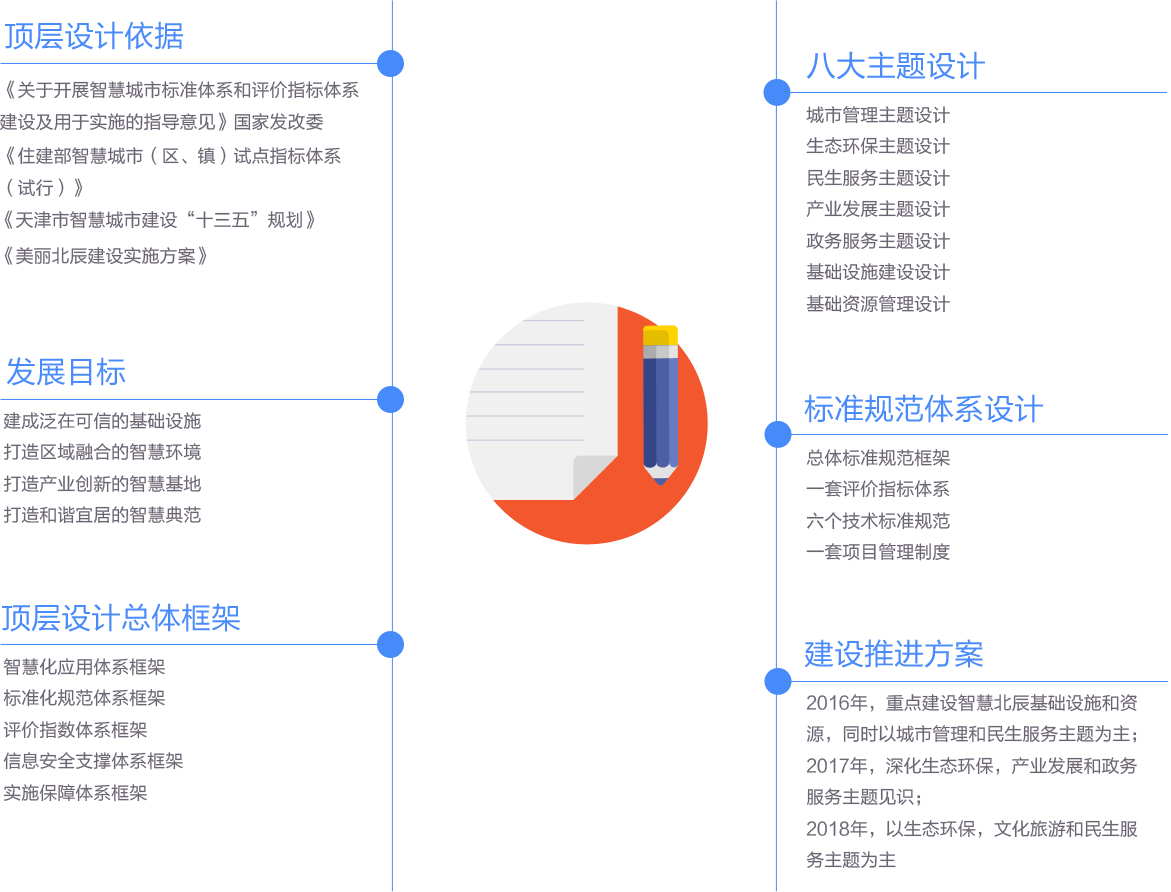 顶层设计依据
《关于开展智慧城市标准体系和评价指标体系
建设及用于实施的指导意见》国家发改委
《住建部智慧城市（区、镇）试点指标体系
（试行）》
《天津市智慧城市建设“十三五”规划》
《美丽北辰建设实施方案》
发展目标
建成泛在可信的基础设施
打造区域融合的智慧环境
打造产业创新的智慧基地
打造和谐宜居的智慧典范
顶层设计总体框架
智慧化应用体系框架
标准化规范体系框架
评价指数体系框架
信息安全支撑体系框架
实施保障体系框架
八大主题设计
城市管理主题设计
生态环保主题设计
民生服务主题设计
产业发展主题设计
政务服务主题设计
基础设施建设设计
基础资源管理设计
标准规范体系设计
总体标准规范框架
一套评价指标体系
六个技术标准规范
一套项目管理制度
建设推进方案
2016年，重点建设智慧北辰基础设施和资
源，同时以城市管理和民生服务主题为主；
2017年，深化生态环保，产业发展和政务
服务主题见识；
2018年，以生态环保，文化旅游和民生服
务主题为主